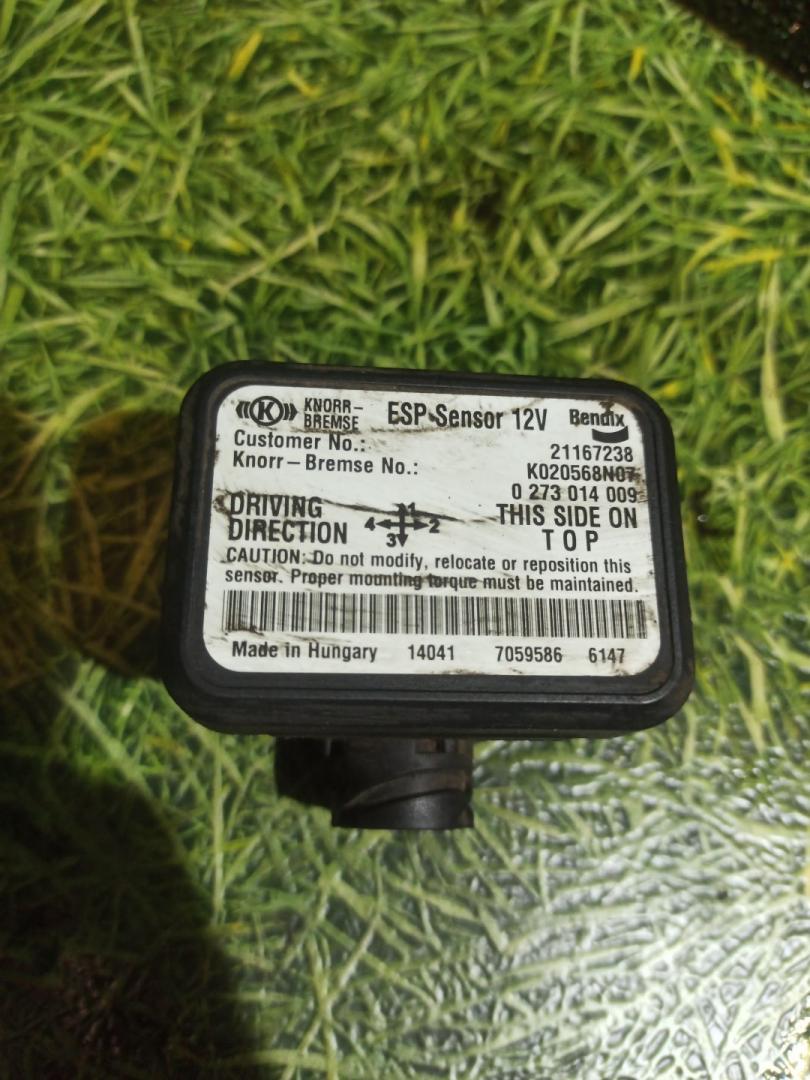 K KNORR-BREMSE ESP Sensor 12V Bendix
Customer No.: 21167238
Knorr-Bremse No.: K020568N07
0 273 014 009
DRIVING DIRECTION 1 2 3 4 THIS SIDE ON TOP
CAUTION: Do not modify, relocate or reposition this
sensor. Proper mounting torque must be maintained.
Made in Hungary 14041 7059586 6147